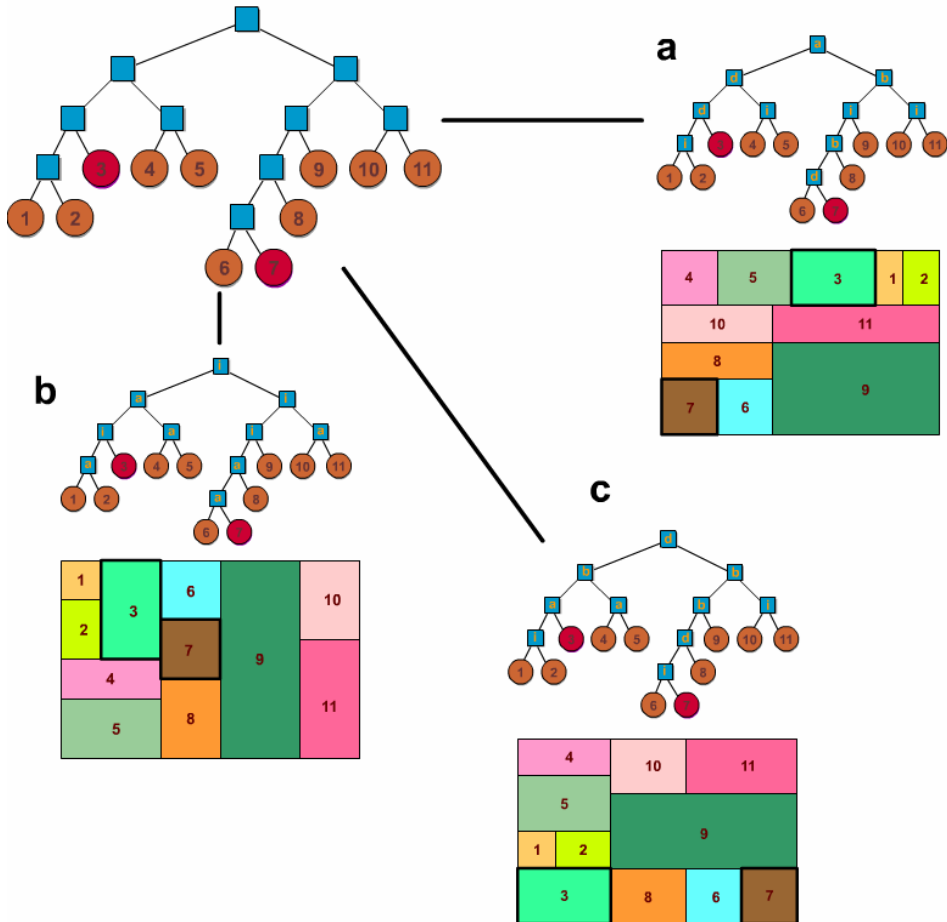 3 4 5 9 10 11
1 2 8
6 7
a
a
d b
d i i i
i 3 4 5 b 9 10 11
1 2 d 8
6 7
4 5 3 1 2
10 11
8
9
7 6
b
i
a i
i a i a
a 3 4 5 a 9 10 11
1 2 a 8
6 7
1 3 6 10
2 7 9
4
5 8 11
c
d
b b
a a b i
i 3 4 5 d 9 10 11
1 2 i 8
6 7
4 10 11
5
9
1 2
3 8 6 7